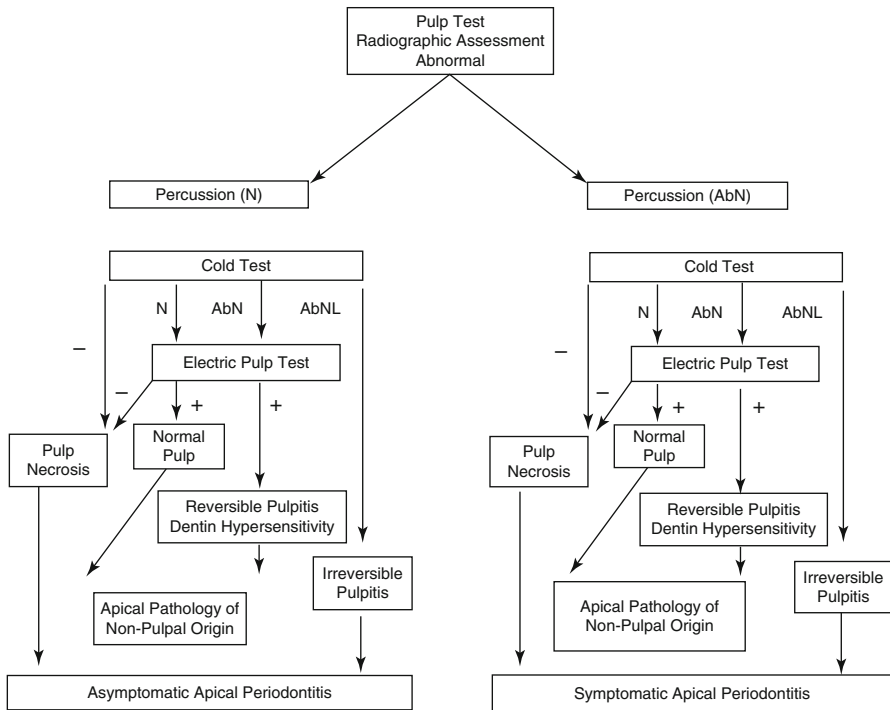 Pulp Test
Radiographic Assessment
Abnormal
Percussion (N)
Percussion (AbN)
Cold Test
N
AbN
AbNL
–
Electric Pulp Test
–
+
+
Pulp
Necrosis
Normal
Pulp
Reversible Pulpitis
Dentin Hypersensitivity
Irreversible
Pulpitis
Apical Pathology of
Non-Pulpal Origin
Asymptomatic Apical Periodontitis
Cold Test
N
AbN
AbNL
–
Electric Pulp Test
–
+
+
Pulp
Necrosis
Normal
Pulp
Reversible Pulpitis
Dentin Hypersensitivity
Irreversible
Pulpitis
Apical Pathology of
Non-Pulpal Origin
Symptomatic Apical Periodontitis